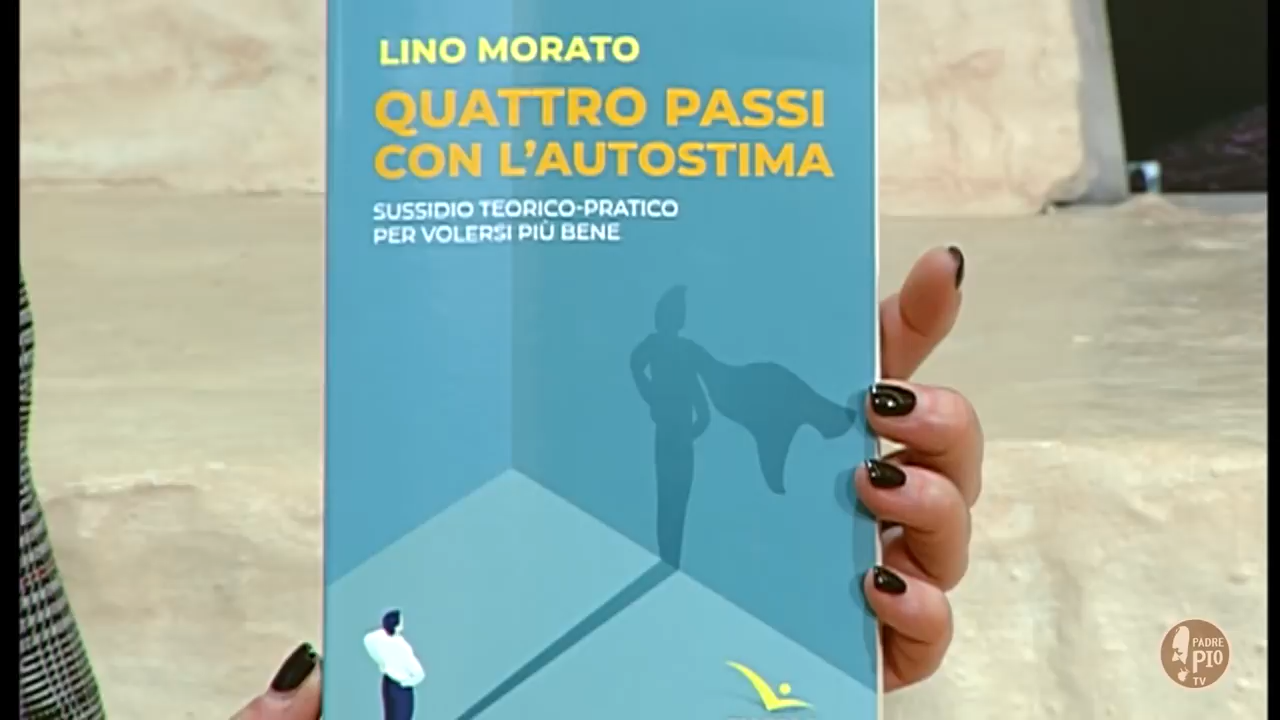 LINO MORATO
QUATTRO PASSI
CON L'AUTOSTIMA
SUSSIDIO TEORICO-PRATICO
PER VOLERSI PIÙ BENE
PADRE
PIO
TV